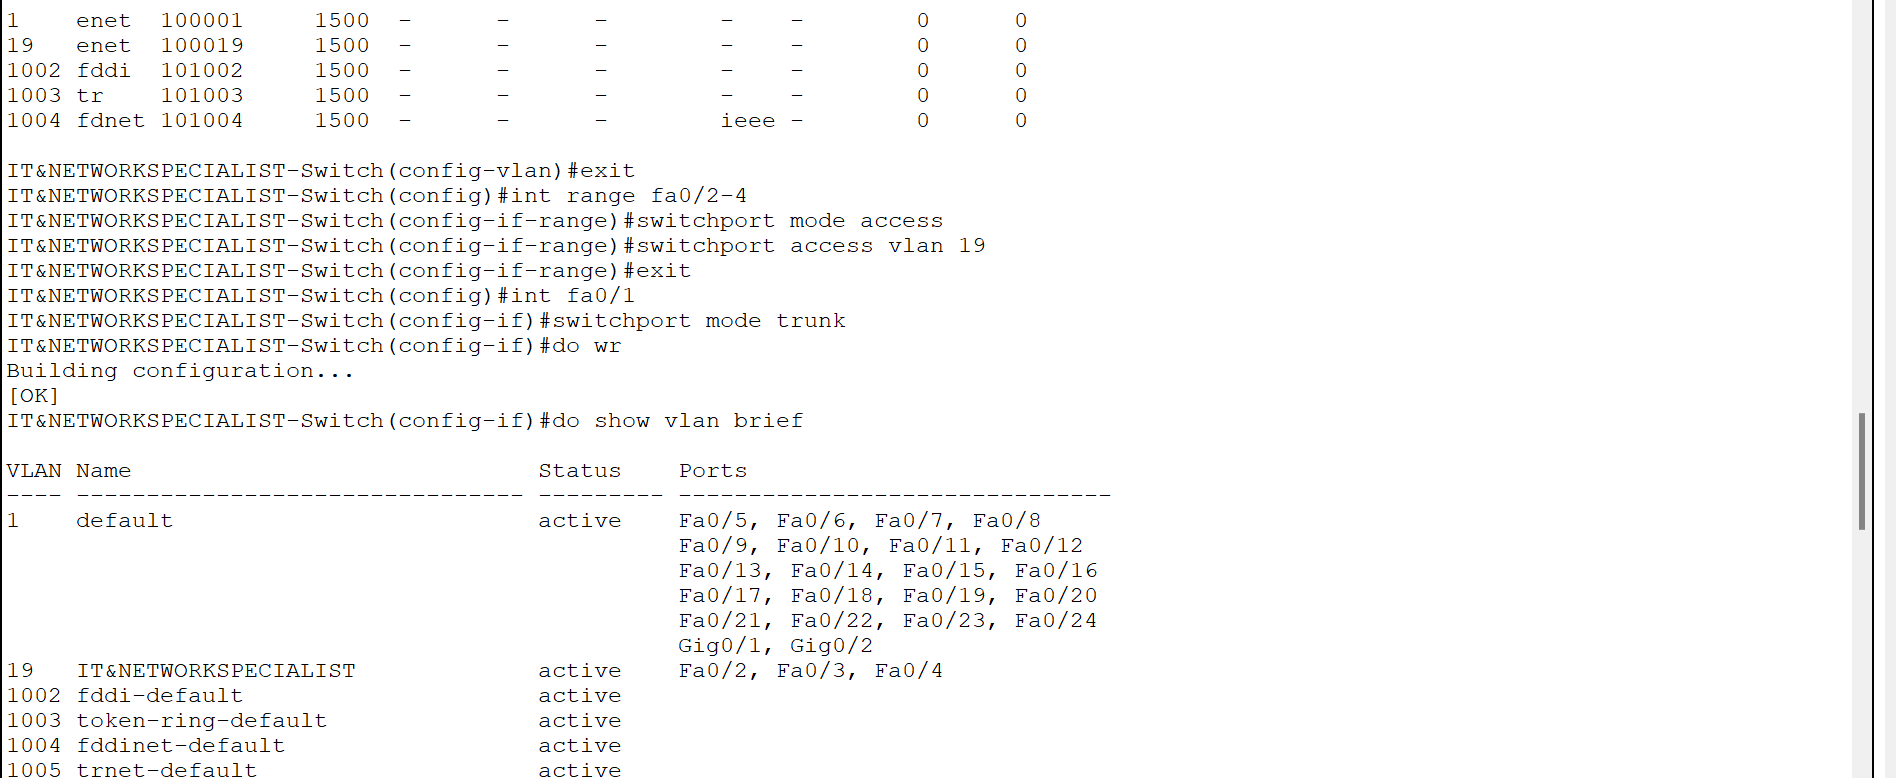 1    enet  100001     1500  -      -      -        -    -        0      0
19   enet  100019     1500  -      -      -        -    -        0      0
1002 fddi  101002     1500  -      -      -        -    -        0      0
1003 tr    101003     1500  -      -      -        -    -        0      0
1004 fdnet 101004     1500  -      -      -        ieee -        0      0
IT&NETWORKSPECIALIST-Switch(config-vlan)#exit
IT&NETWORKSPECIALIST-Switch(config)#int range fa0/2-4
IT&NETWORKSPECIALIST-Switch(config-if-range)#switchport mode access
IT&NETWORKSPECIALIST-Switch(config-if-range)#switchport access vlan 19
IT&NETWORKSPECIALIST-Switch(config-if-range)#exit
IT&NETWORKSPECIALIST-Switch(config)#int fa0/1
IT&NETWORKSPECIALIST-Switch(config-if)#switchport mode trunk
IT&NETWORKSPECIALIST-Switch(config-if)#do wr
Building configuration...
[OK]
IT&NETWORKSPECIALIST-Switch(config-if)#do show vlan brief
VLAN Name                             Status    Ports
---- -------------------------------- --------- -------------------------------
1    default                          active    Fa0/5, Fa0/6, Fa0/7, Fa0/8
                                                Fa0/9, Fa0/10, Fa0/11, Fa0/12
                                                Fa0/13, Fa0/14, Fa0/15, Fa0/16
                                                Fa0/17, Fa0/18, Fa0/19, Fa0/20
                                                Fa0/21, Fa0/22, Fa0/23, Fa0/24
                                                Gig0/1, Gig0/2
19   IT&NETWORKSPECIALIST             active    Fa0/2, Fa0/3, Fa0/4
1002 fddi-default                     active
1003 token-ring-default               active
1004 fddinet-default                  active
1005 trnet-default                    active